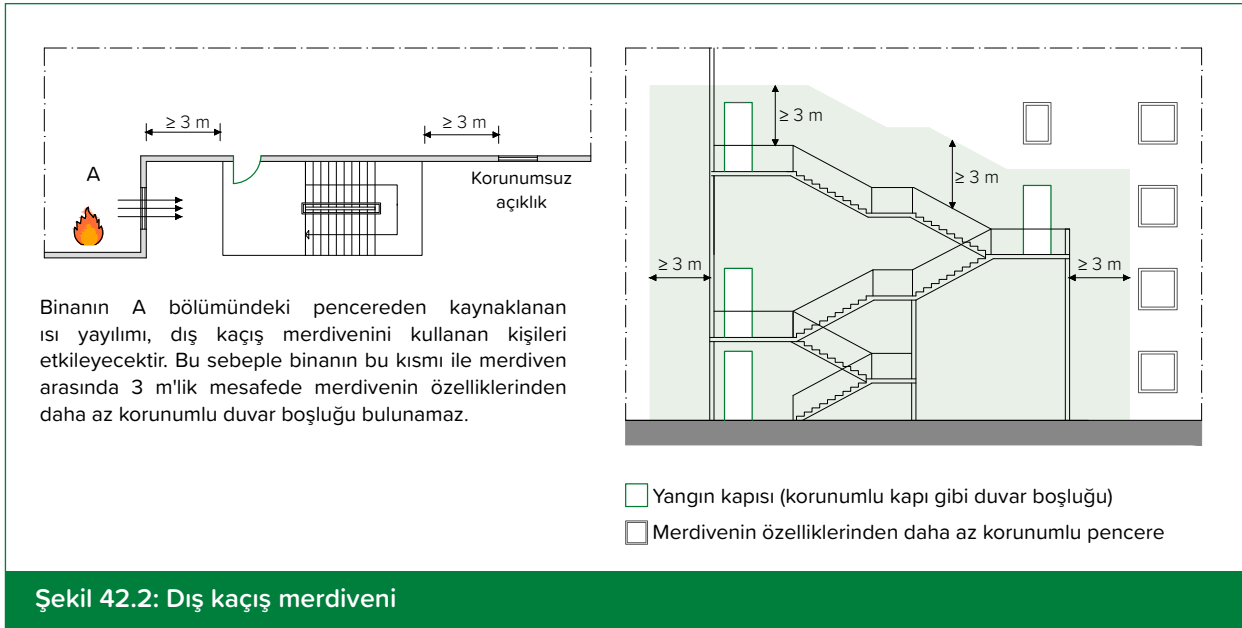 ≥ 3 m
≥ 3 m
A
Korunumsuz
açıklık
Binanın A bölümündeki pencereden kaynaklanan
ısı yayılımı, dış kaçış merdivenini kullanan kişileri
etkileyecektir. Bu sebeple binanın bu kısmı ile merdiven
arasında 3 m'lik mesafede merdivenin özelliklerinden
daha az korunumlu duvar boşluğu bulunamaz.
≥ 3 m
≥ 3 m
≥ 3 m
≥ 3 m
Yangın kapısı (korunumlu kapı gibi duvar boşluğu)
Merdivenin özelliklerinden daha az korunumlu pencere
Şekil 42.2: Dış kaçış merdiveni